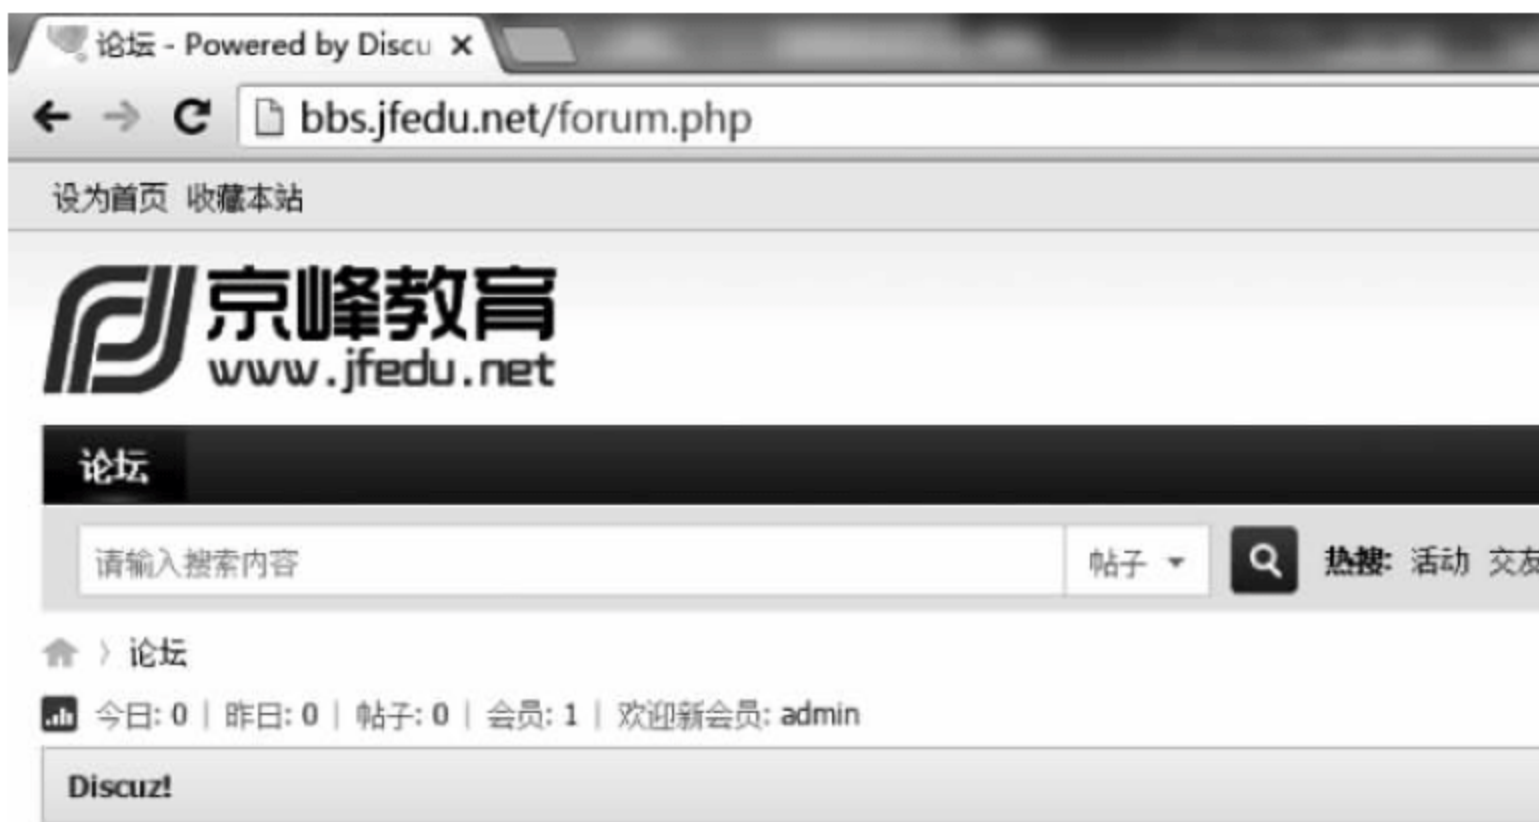 论坛 - Powered by Discu
bbs.jfedu.net/forum.php
设为首页 收藏本站
京峰教育
www.jfedu.net
论坛
请输入搜索内容 帖子 热搜: 活动 交友
论坛
今日: 0 | 昨日: 0 | 帖子: 0 | 会员: 1 | 欢迎新会员: admin
Discuz!